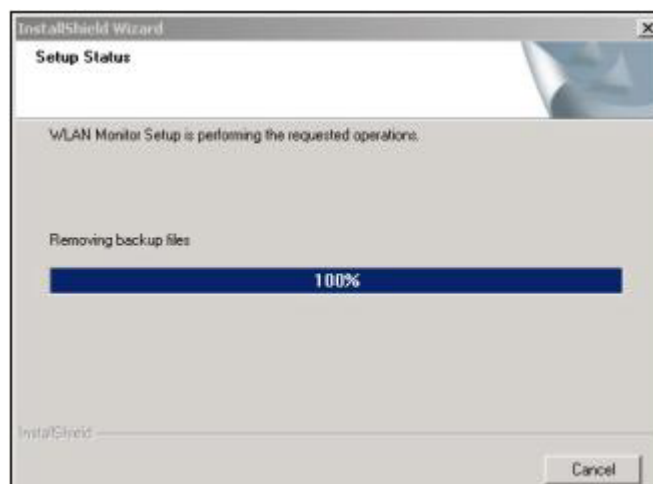 InstallShield Wizard
Setup Status
WLAN Monitor Setup is performing the requested operations.
Removing backup files
100%
InstallShield
Cancel